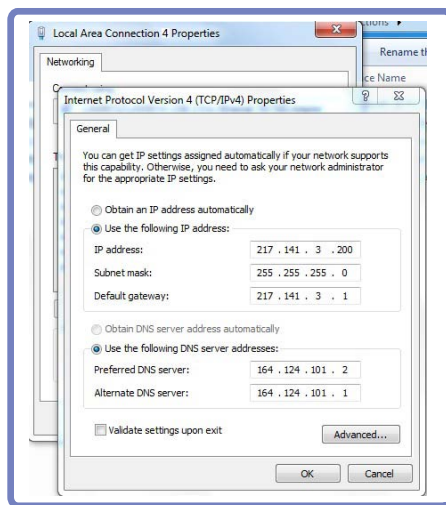 Local Area Connection 4 Properties
Rename th
Networking
ce Name
Internet Protocol Version 4 (TCP/IPv4) Properties
General
You can get IP settings assigned automatically if your network supports
this capability. Otherwise, you need to ask your network administrator
for the appropriate IP settings.
Obtain an IP address automatically
Use the following IP address:
IP address: 217 . 141 . 3 . 200
Subnet mask: 255 . 255 . 255 . 0
Default gateway: 217 . 141 . 3 . 1
Obtain DNS server address automatically
Use the following DNS server addresses:
Preferred DNS server: 164 . 124 . 101 . 2
Alternate DNS server: 164 . 124 . 101 . 1
Validate settings upon exit
Advanced...
OK Cancel